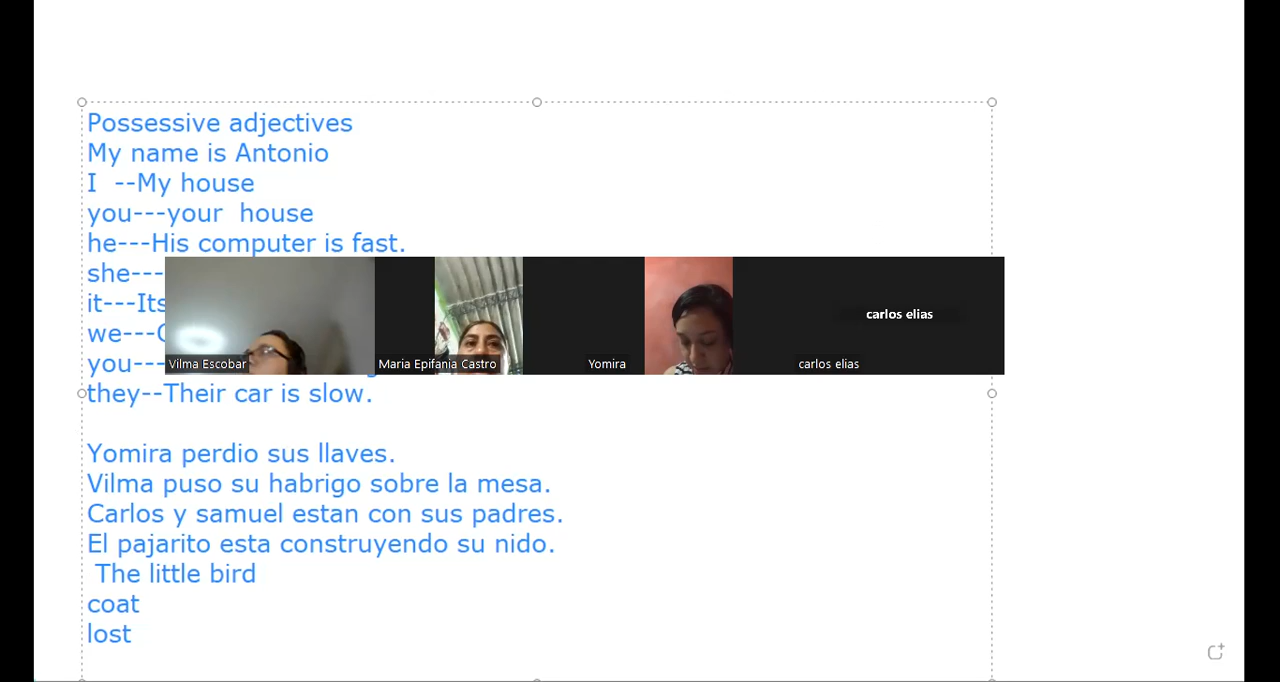 Possessive adjectives
My name is Antonio
I --My house
you---your house
he---His computer is fast.
she---
it---Its
we---
you---
they--Their car is slow.
Vilma Escobar
Maria Epifania Castro
Yomira
carlos elias
carlos elias
Yomira perdio sus llaves.
Vilma puso su habrigo sobre la mesa.
Carlos y samuel estan con sus padres.
El pajarito esta construyendo su nido.
The little bird
coat
lost